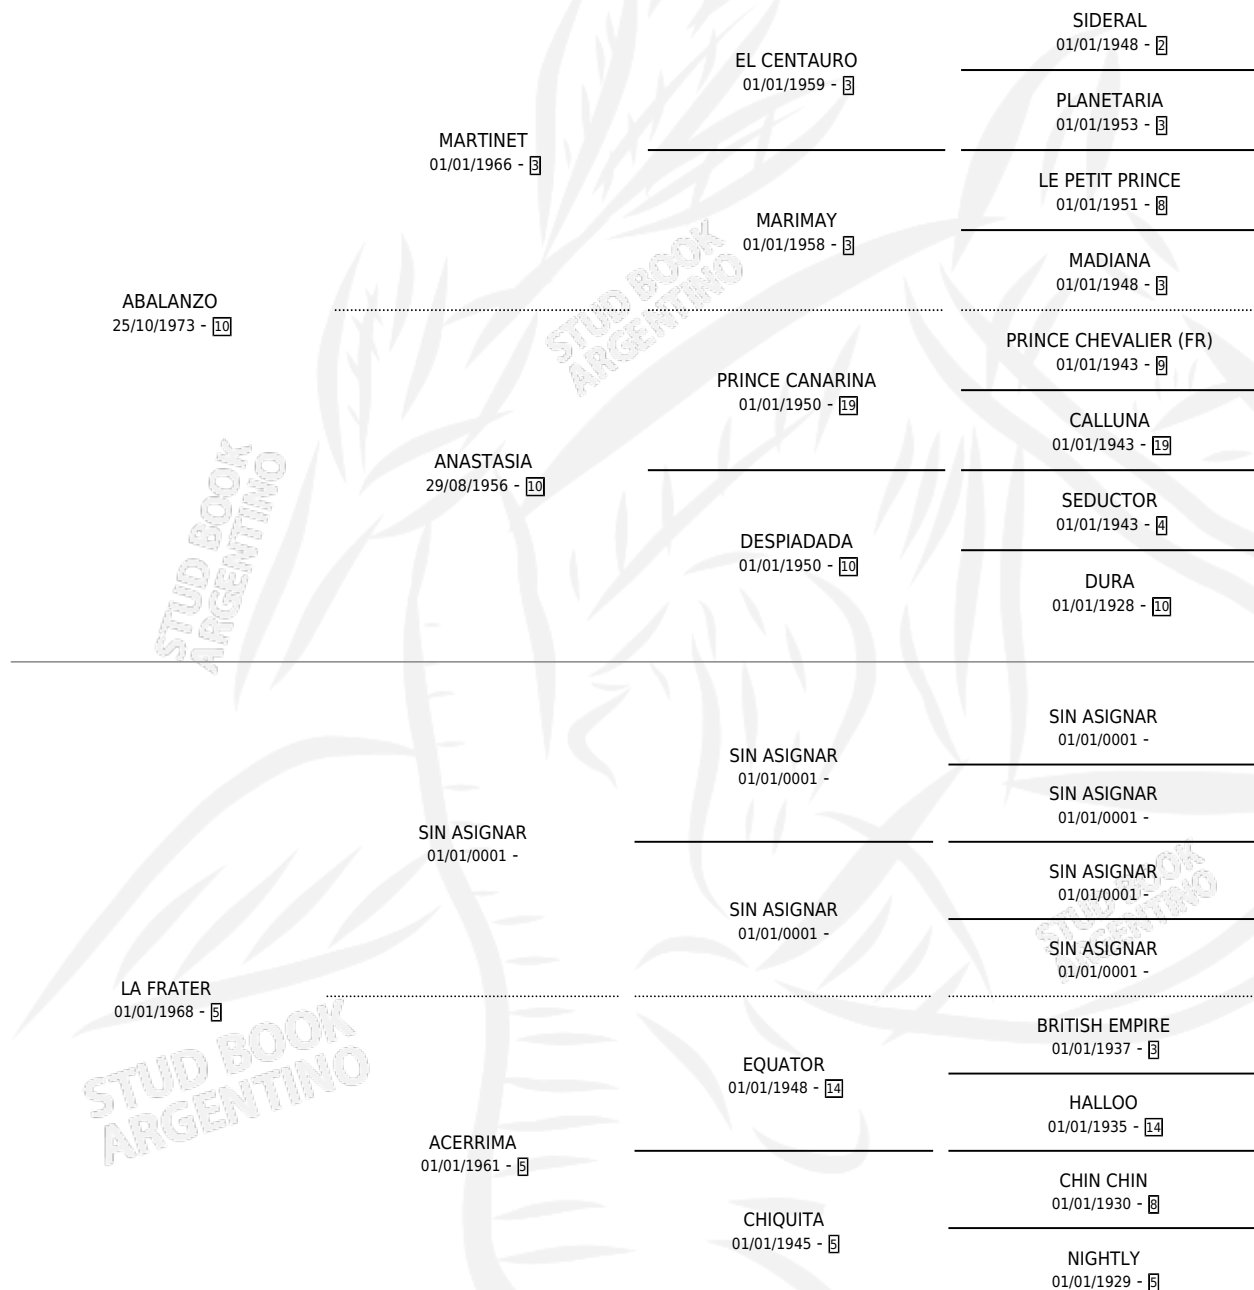 SIDERAL
01/01/1948 - 2
EL CENTAURO
01/01/1959 - 3
PLANETARIA
01/01/1953 - 3
MARTINET
01/01/1966 - 3
LE PETIT PRINCE
01/01/1951 - 8
MARIMAY
01/01/1958 - 3
MADIANA
01/01/1948 - 3
ABALANZO
25/10/1973 - 10
PRINCE CHEVALIER (FR)
01/01/1943 - 9
PRINCE CANARINA
01/01/1950 - 19
CALLUNA
01/01/1943 - 19
ANASTASIA
29/08/1956 - 10
SEDUCTOR
01/01/1943 - 4
DESPIADADA
01/01/1950 - 10
DURA
01/01/1928 - 10
SIN ASIGNAR
01/01/0001 -
SIN ASIGNAR
01/01/0001 -
SIN ASIGNAR
01/01/0001 -
SIN ASIGNAR
01/01/0001 -
SIN ASIGNAR
01/01/0001 -
SIN ASIGNAR
01/01/0001 -
SIN ASIGNAR
01/01/0001 -
LA FRATER
01/01/1968 - 5
BRITISH EMPIRE
01/01/1937 - 3
EQUATOR
01/01/1948 - 14
HALLOO
01/01/1935 - 14
ACERRIMA
01/01/1961 - 5
CHIN CHIN
01/01/1930 - 8
CHIQUITA
01/01/1945 - 5
NIGHTLY
01/01/1929 - 5
STUD BOOK
ARGENTINO
STUD BOOK
ARGENTINO
STUD BOOK
ARGENTINO
STUD BOOK
ARGENTINO